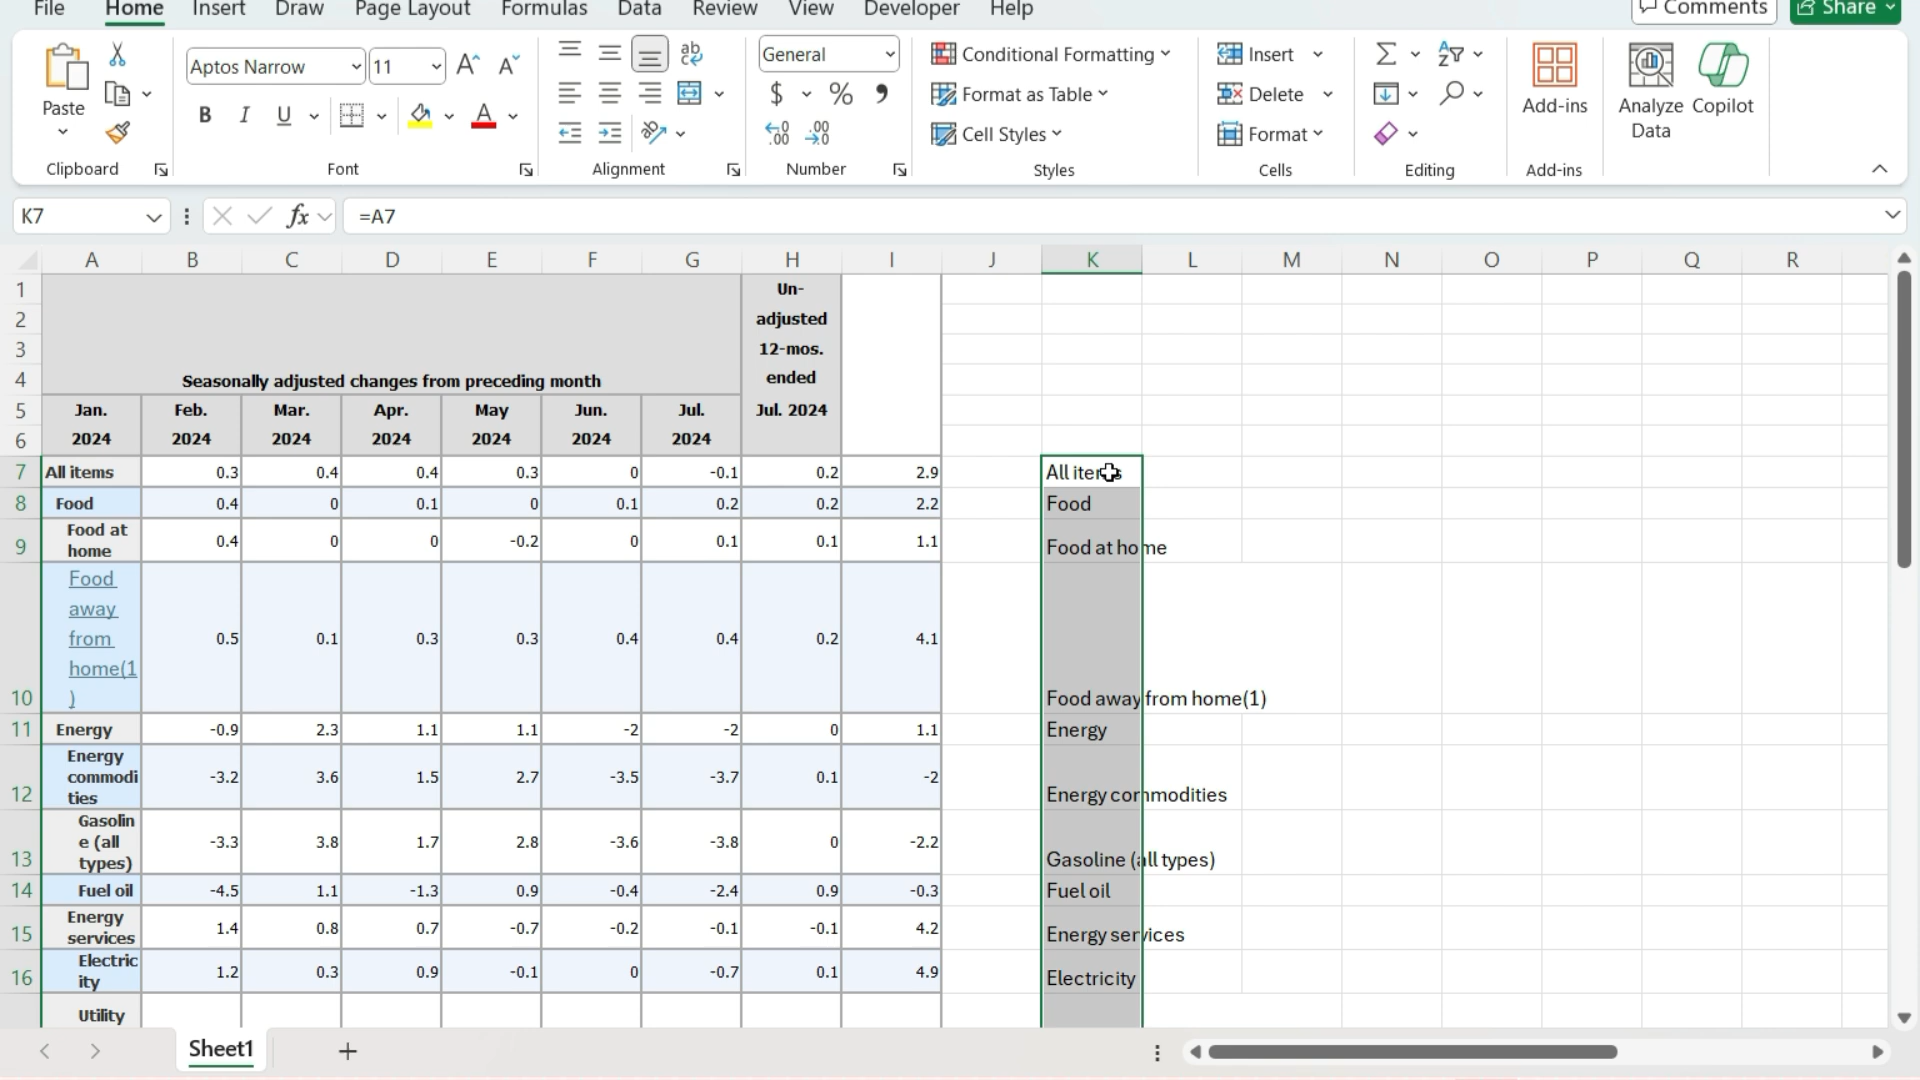 File Home Insert Draw Page Layout Formulas Data Review View Developer Help Comments Share
Paste
Clipboard
Aptos Narrow 11
B I U
Font
ab
Alignment
General
$ %
Number
Conditional Formatting
Format as Table
Cell Styles
Styles
Insert
Delete
Format
Cells
Editing
Add-ins
Add-ins
Analyze
Data
Copilot
K7 fx =A7
A B C D E F G H I J K L M N O P Q R
1 Un-
2 adjusted
3 12-mos.
4 Seasonally adjusted changes from preceding month ended
5 Jan. Feb. Mar. Apr. May Jun. Jul. Jul. 2024
6 2024 2024 2024 2024 2024 2024 2024
7 All items 0.3 0.4 0.4 0.3 0 -0.1 0.2 2.9 All items
8 Food 0.4 0 0.1 0 0.1 0.2 0.2 2.2 Food
Food at
home
9 0.4 0 0 -0.2 0 0.1 0.1 1.1 Food at home
Food
away
from
home(1
)
10 0.5 0.1 0.3 0.3 0.4 0.4 0.2 4.1 Food away from home(1)
11 Energy -0.9 2.3 1.1 1.1 -2 -2 0 1.1 Energy
Energy
commodi
ties
12 -3.2 3.6 1.5 2.7 -3.5 -3.7 0.1 -2 Energy commodities
Gasolin
e (all
types)
13 -3.3 3.8 1.7 2.8 -3.6 -3.8 0 -2.2 Gasoline (all types)
14 Fuel oil -4.5 1.1 -1.3 0.9 -0.4 -2.4 0.9 -0.3 Fuel oil
Energy
services
15 1.4 0.8 0.7 -0.7 -0.2 -0.1 -0.1 4.2 Energy services
Electric
ity
16 1.2 0.3 0.9 -0.1 0 -0.7 0.1 4.9 Electricity
Utility
Sheet1